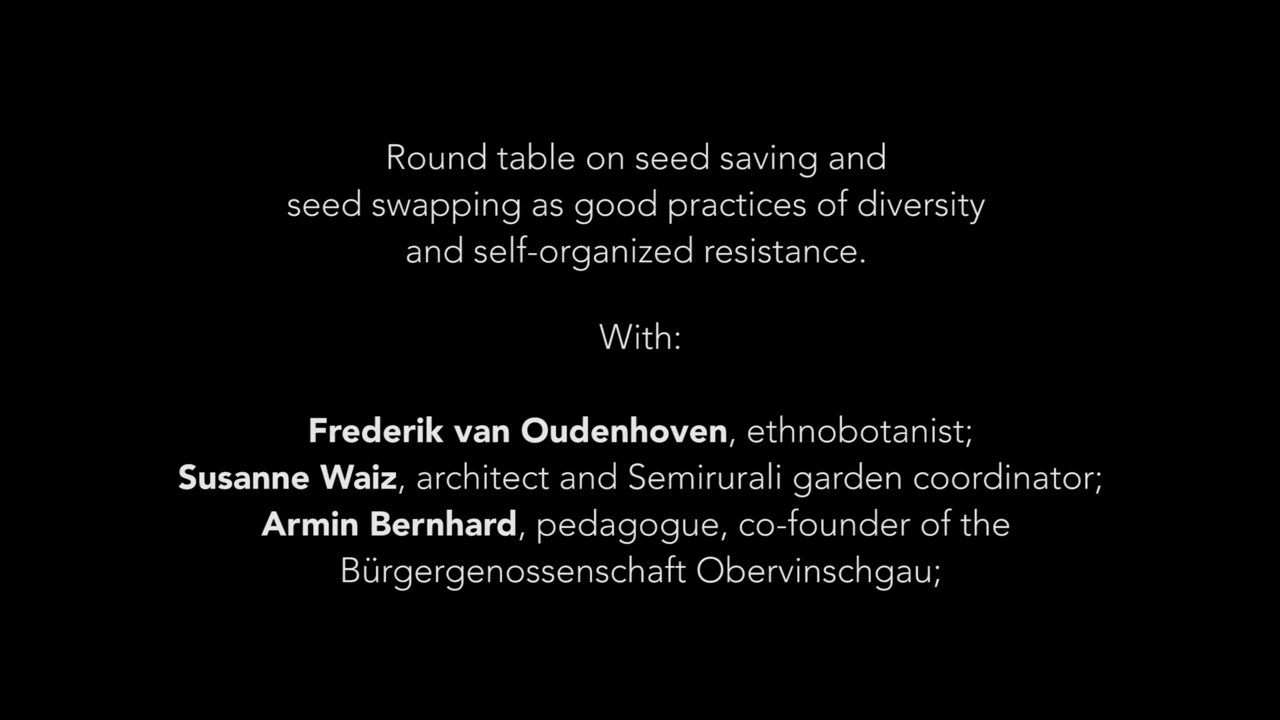 Round table on seed saving and
seed swapping as good practices of diversity
and self-organized resistance.
With:
Frederik van Oudenhoven, ethnobotanist;
Susanne Waiz, architect and Semirurali garden coordinator;
Armin Bernhard, pedagogue, co-founder of the
Bürgergenossenschaft Obervinschgau;